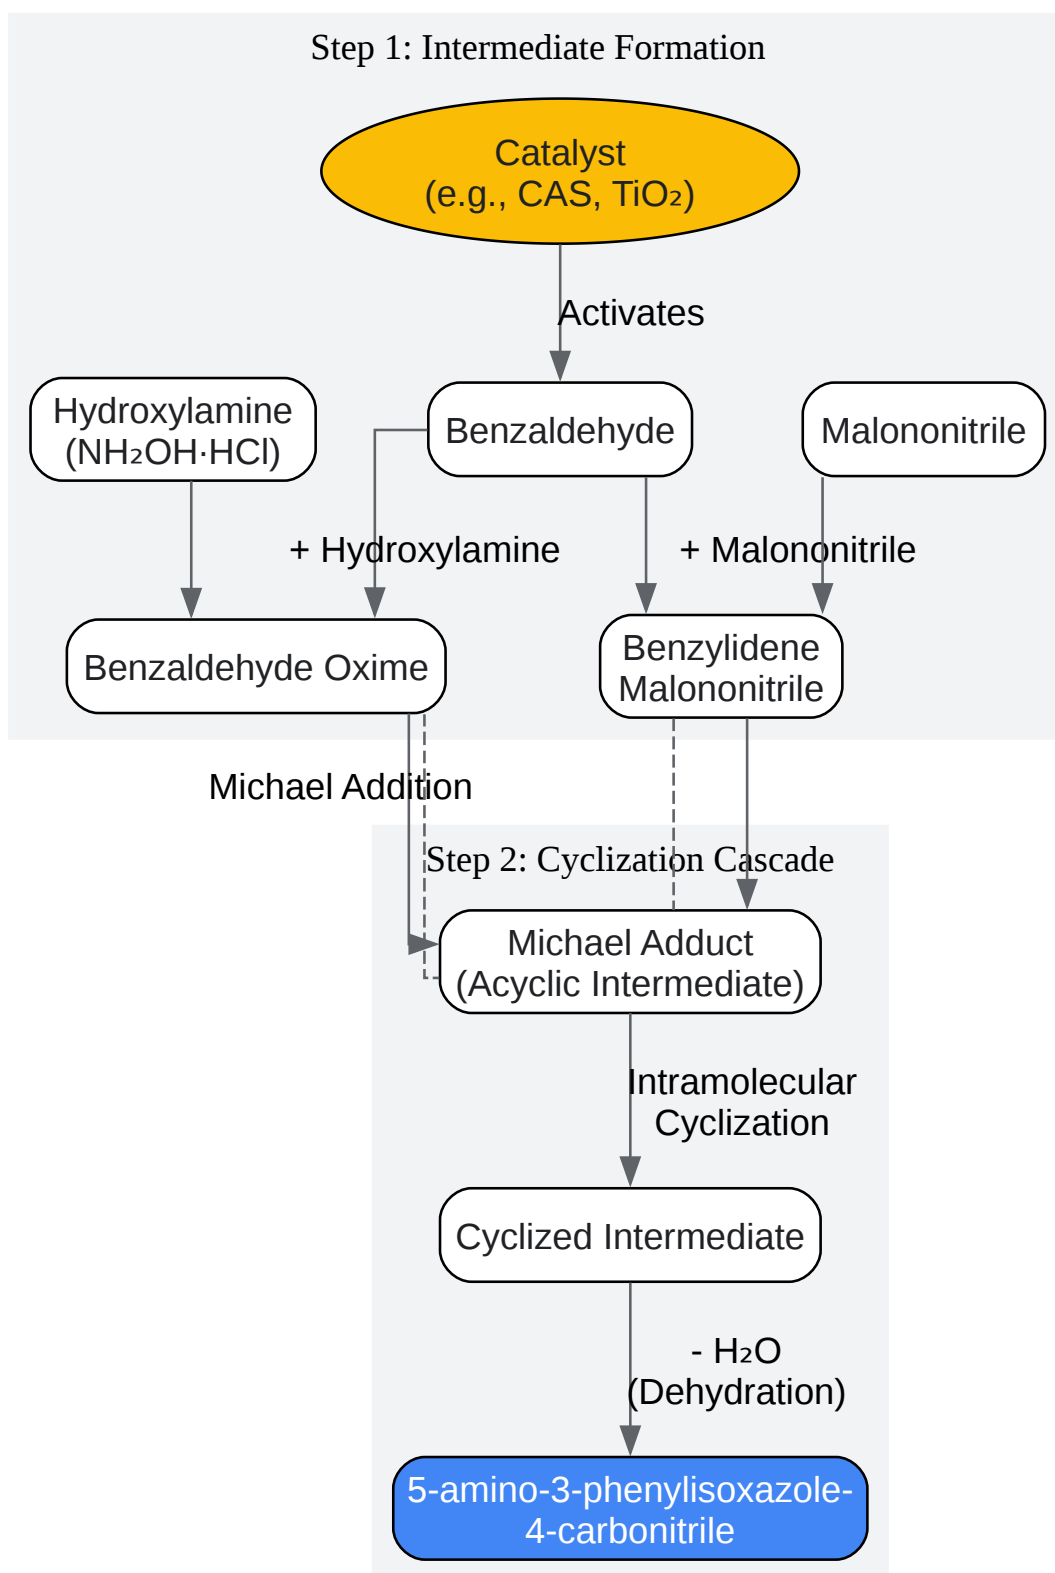 Step 1: Intermediate Formation
Catalyst
(e.g., CAS, TiO₂)
Activates
Hydroxylamine
(NH₂OH·HCl)
Benzaldehyde
Malononitrile
+ Hydroxylamine
+ Malononitrile
Benzaldehyde Oxime
Benzylidene
Malononitrile
Michael Addition
Step 2: Cyclization Cascade
Michael Adduct
(Acyclic Intermediate)
Intramolecular
Cyclization
Cyclized Intermediate
- H₂O
(Dehydration)
5-amino-3-phenylisoxazole-
4-carbonitrile